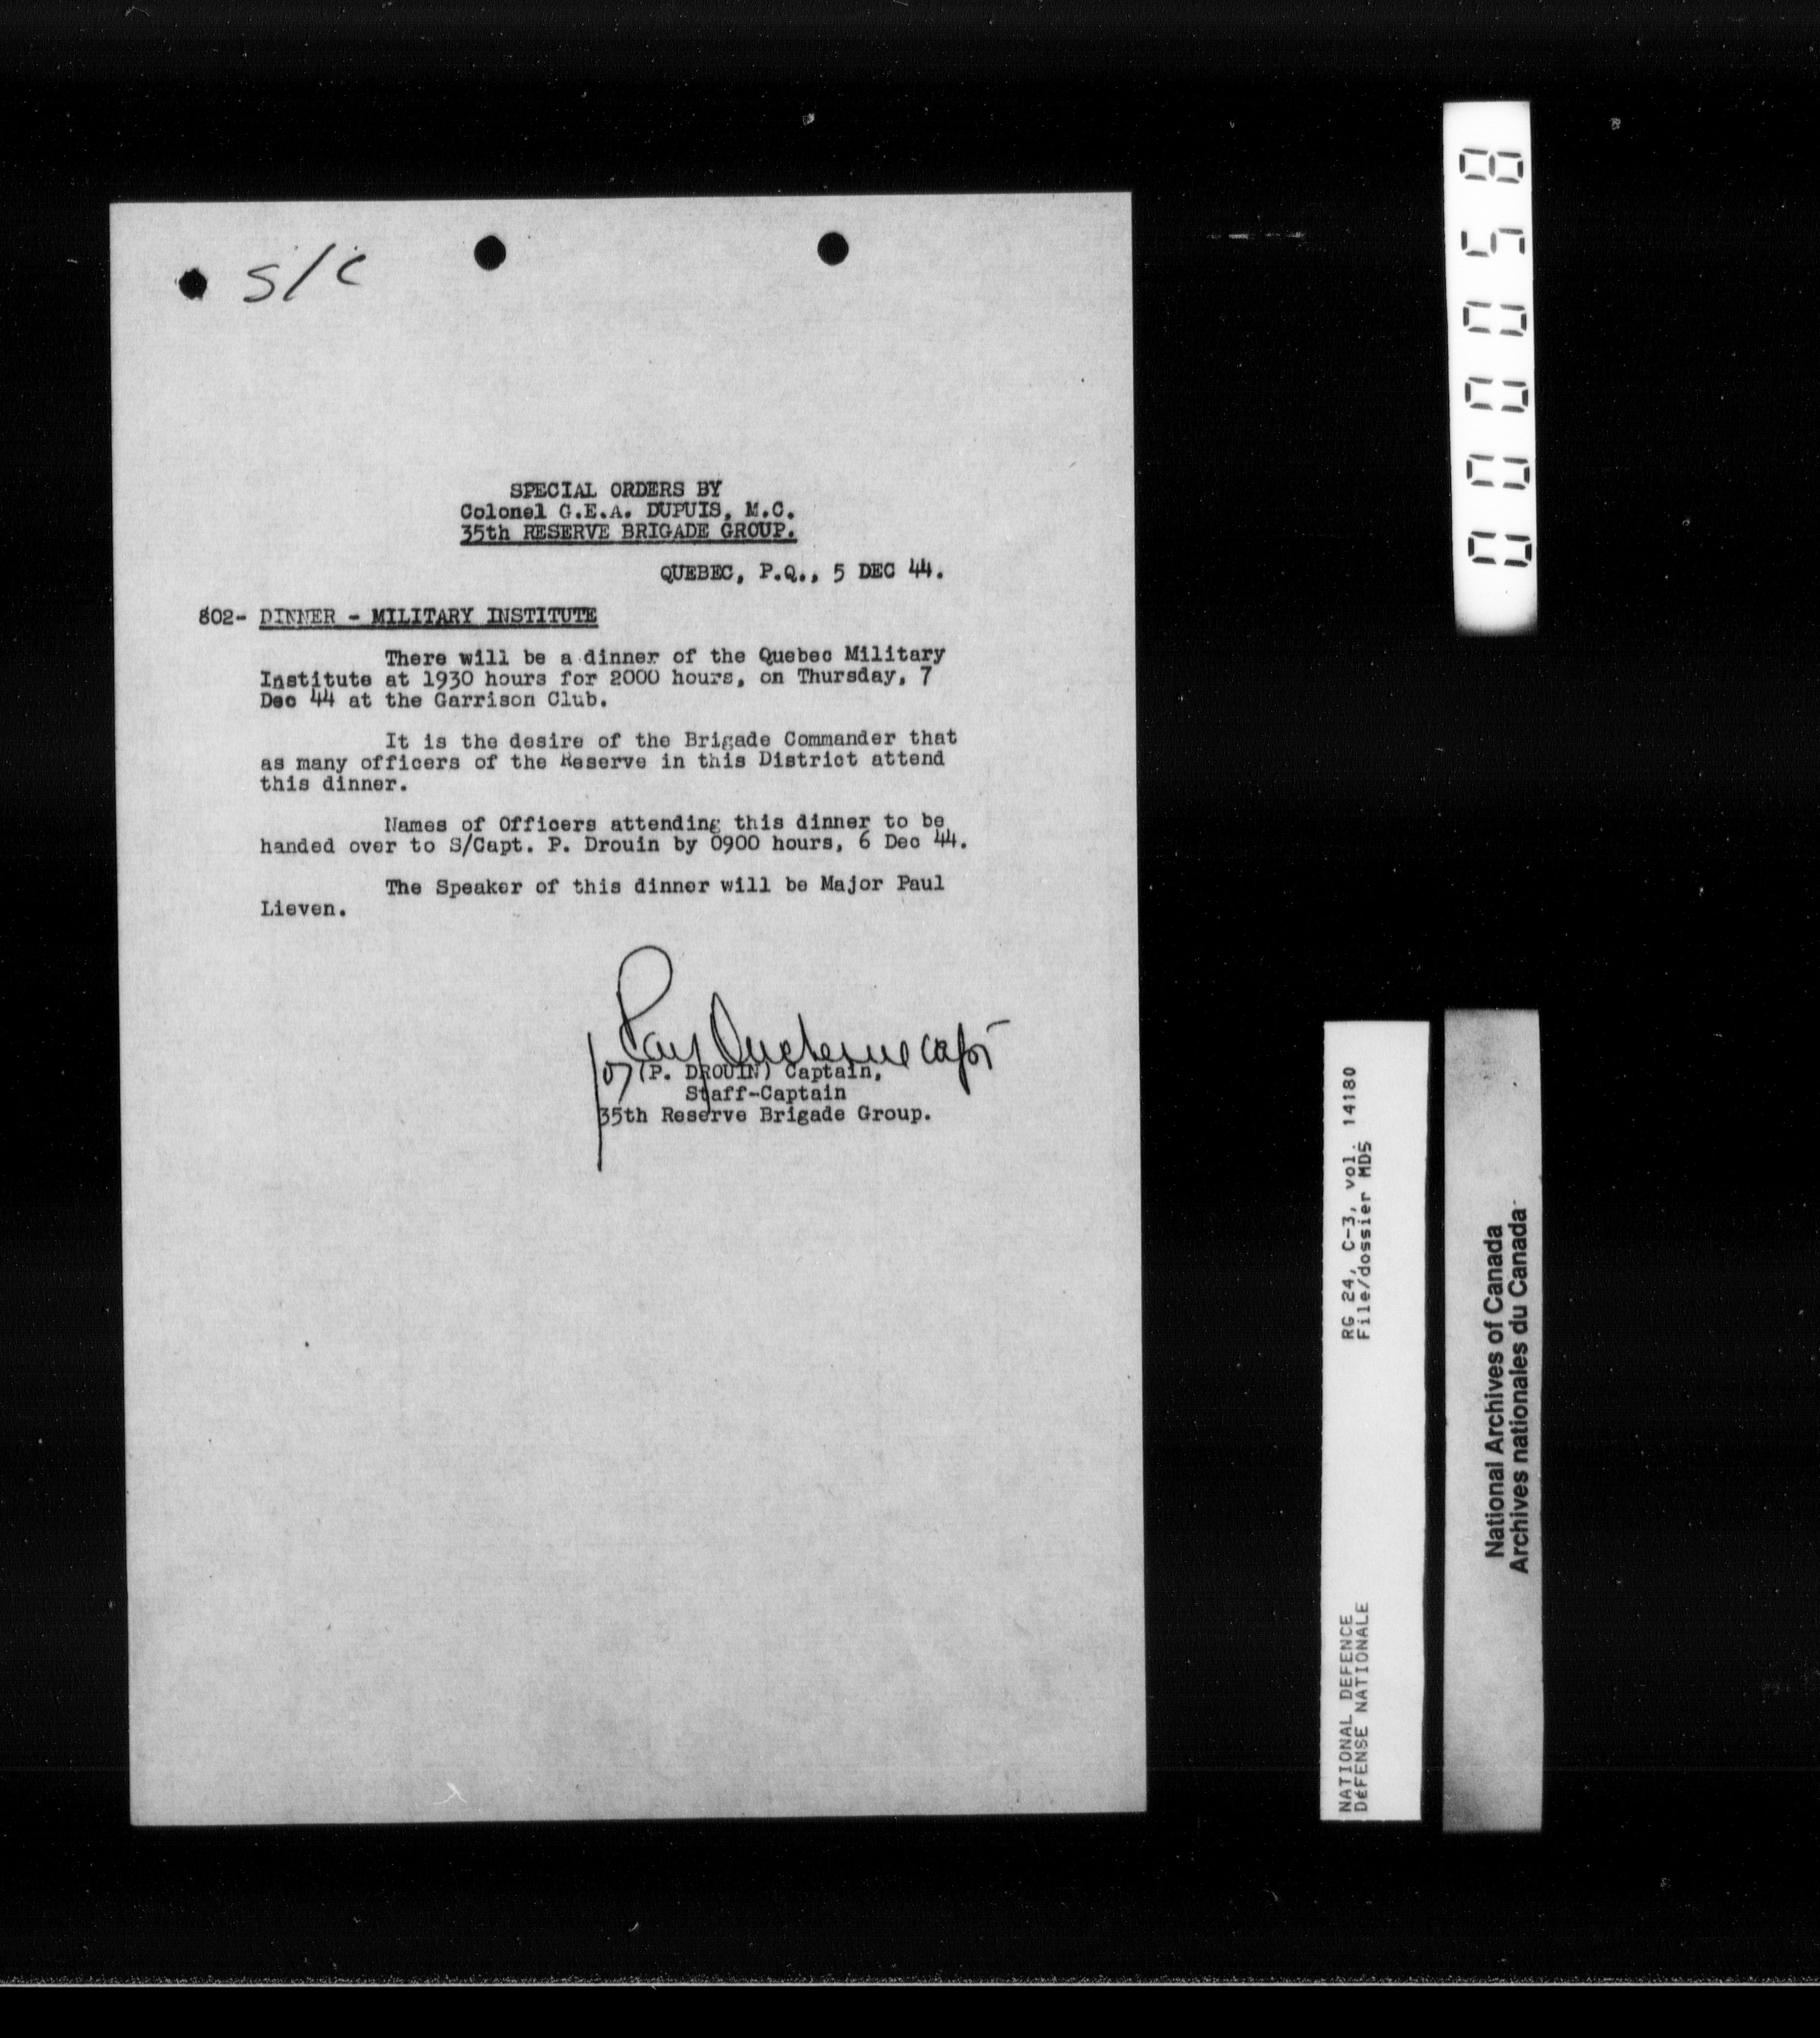 S/C
SPECIAL ORDERS BY
Colonel G.E.A. DUPUIS, M.C.
35th RESERVE BRIGADE GROUP.
QUEBEC, P.Q., 5 DEC 44.
802- DINNER - MILITARY INSTITUTE
There will be a dinner of the Quebec Military
Institute at 1930 hours for 2000 hours, on Thursday, 7
Dec 44 at the Garrison Club.
It is the desire of the Brigade Commander that
as many officers of the Reserve in this District attend
this dinner.
Names of Officers attending this dinner to be
handed over to S/Capt. P. Drouin by 0900 hours, 6 Dec 44.
The Speaker of this dinner will be Major Paul
Lieven.
Duchesne capt
for (P. DROUIN) Captain,
Staff-Captain
35th Reserve Brigade Group.
000058
RG 24, C-3, vol. 14180
File/dossier MD5
NATIONAL DEFENCE
DéFENSE NATIONALE
National Archives of Canada
Archives nationales du Canada